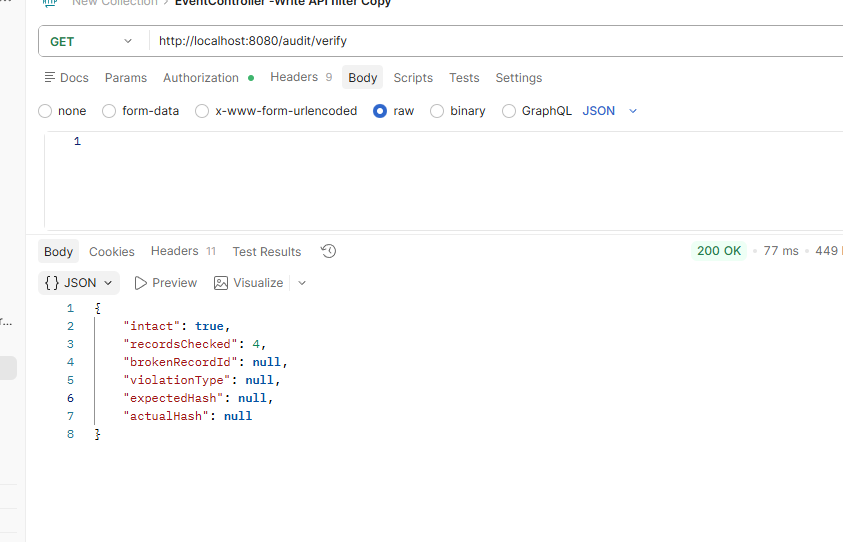 HTTP New Collection > EventController -Write API filter Copy
GET http://localhost:8080/audit/verify
Docs Params Authorization Headers 9 Body Scripts Tests Settings
none form-data x-www-form-urlencoded raw binary GraphQL JSON
1
Body Cookies Headers 11 Test Results 200 OK • 77 ms • 449
{} JSON Preview Visualize
1 {
2 "intact": true,
3 "recordsChecked": 4,
4 "brokenRecordId": null,
5 "violationType": null,
6 "expectedHash": null,
7 "actualHash": null
8 }
r...